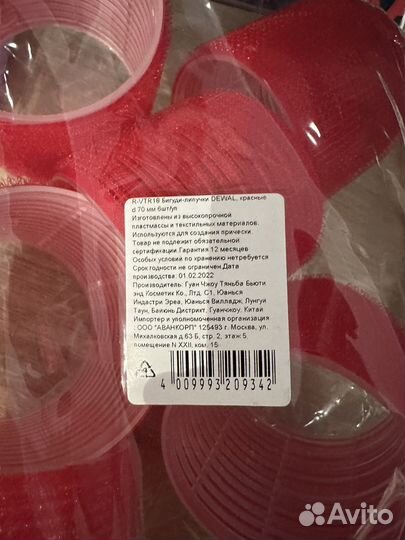 R-VTR18 Бигуди-липучки DEWAL, красные
d 70 мм 6шт/уп
Изготовлены из высокопрочной
пластмассы и текстильных материалов.
Используются для создания прически.
Товар не подлежит обязательной
сертификации Гарантия 12 месяцев
Особых условий по хранению нетребуется
Срок годности не ограничен Дата
производства: 01.02.2022
Производитель: Гуан Чжоу Тяньба Бьюти
энд Косметик Ко., Лтд. С1, Юанься
Индастри Эреа, Юанься Вилладж, Лунгуи
Таун, Байюнь Дистрикт, Гуанчжоу, Китай
Импортер и уполномоченная организация
: ООО "АВАНКОРП" 125493 г. Москва, ул.
Михалковская д.63 Б, стр. 2, этаж 5
помещение N XXII, ком. 15
4 009993 209342
Avito